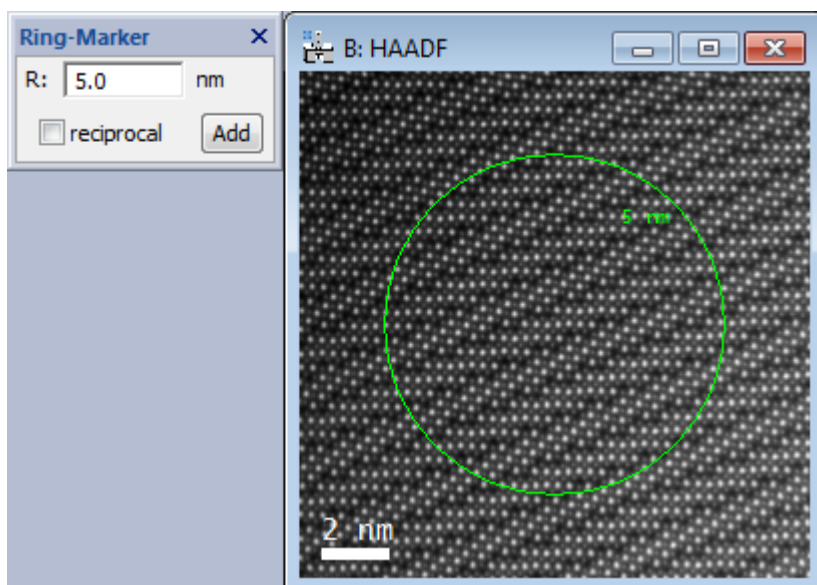 Ring-Marker
R: 5.0 nm
reciprocal Add
B: HAADF
5 nm
2 nm